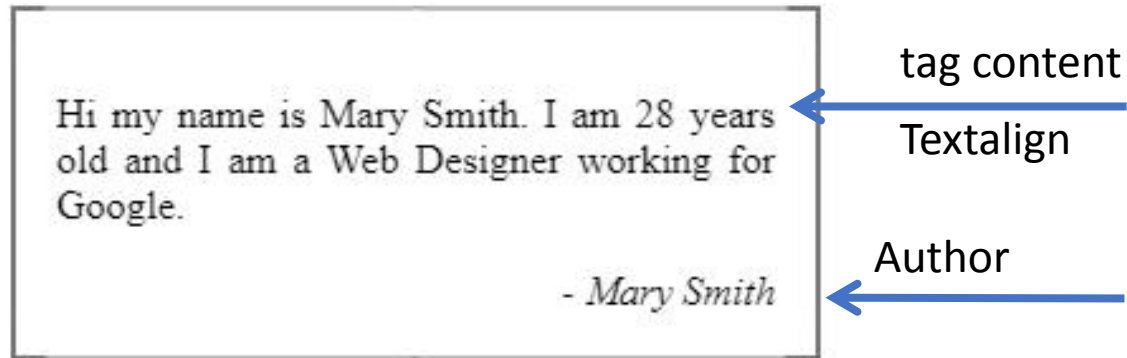 tag content
Hi my name is Mary Smith. I am 28 years
Textalign
old and I am a Web Designer working for
Google.
Author
- Mary Smith